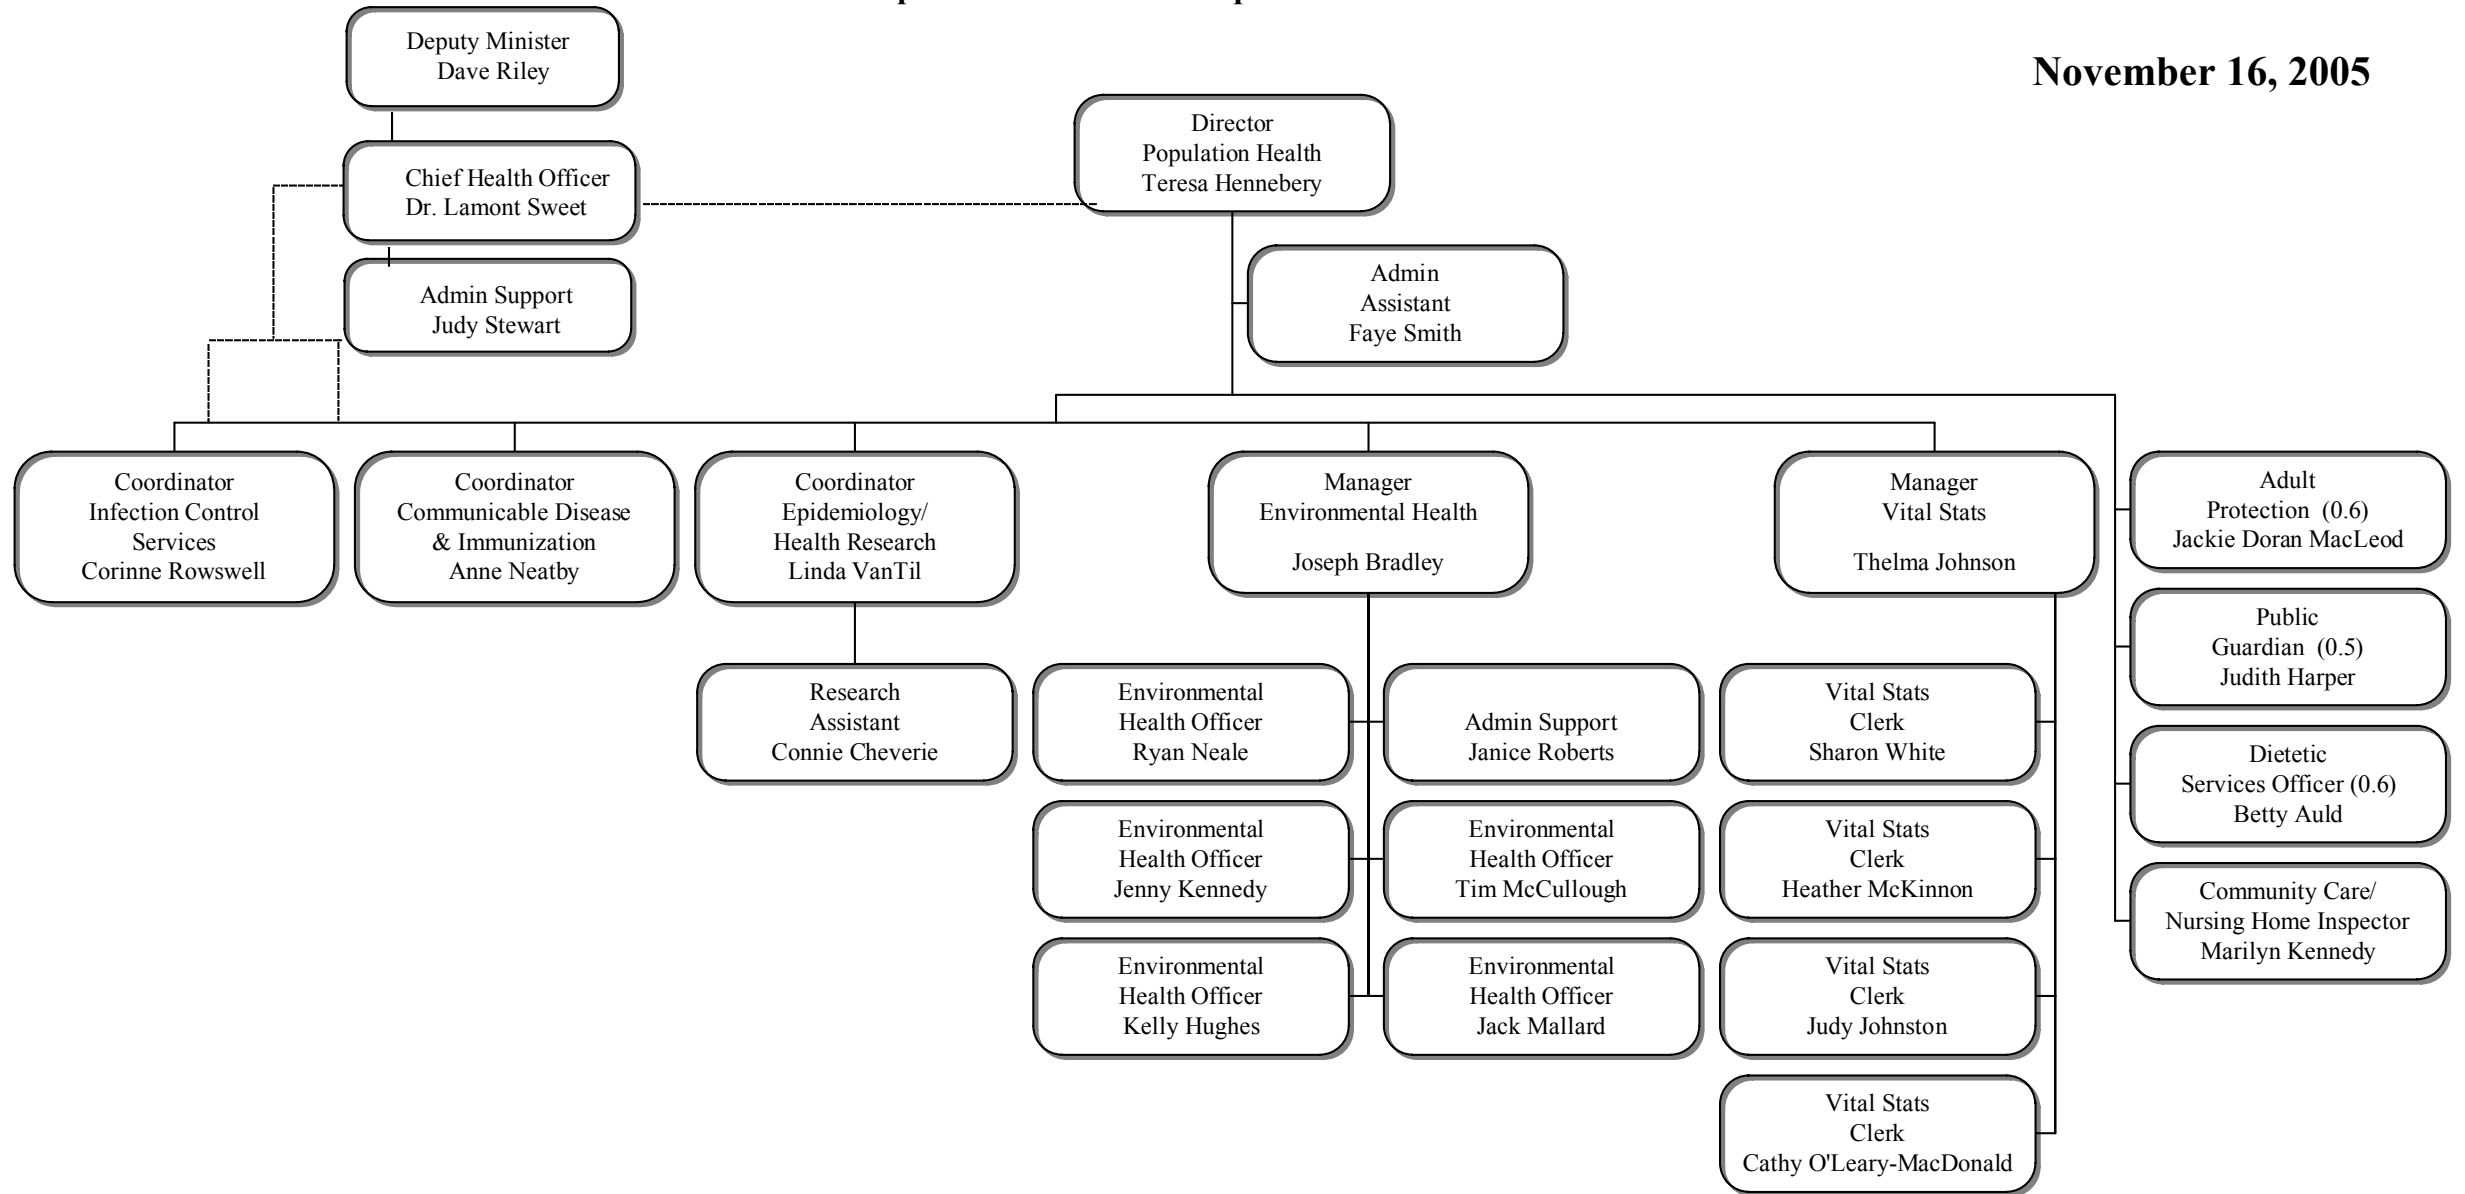 November 16, 2005
Deputy Minister
Dave Riley
Director
Population Health
Teresa Hennebery
Chief Health Officer
Dr. Lamont Sweet
Admin Support
Judy Stewart
Admin
Assistant
Faye Smith
Coordinator
Infection Control
Services
Corinne Rowswell
Coordinator
Communicable Disease
& Immunization
Anne Neatby
Coordinator
Epidemiology/
Health Research
Linda VanTil
Manager
Environmental Health
Joseph Bradley
Manager
Vital Stats
Thelma Johnson
Adult
Protection (0.6)
Jackie Doran MacLeod
Public
Guardian (0.5)
Judith Harper
Dietetic
Services Officer (0.6)
Betty Auld
Community Care/
Nursing Home Inspector
Marilyn Kennedy
Research
Assistant
Connie Cheverie
Environmental
Health Officer
Ryan Neale
Admin Support
Janice Roberts
Vital Stats
Clerk
Sharon White
Environmental
Health Officer
Jenny Kennedy
Environmental
Health Officer
Tim McCullough
Vital Stats
Clerk
Heather McKinnon
Environmental
Health Officer
Kelly Hughes
Environmental
Health Officer
Jack Mallard
Vital Stats
Clerk
Judy Johnston
Vital Stats
Clerk
Cathy O'Leary-MacDonald